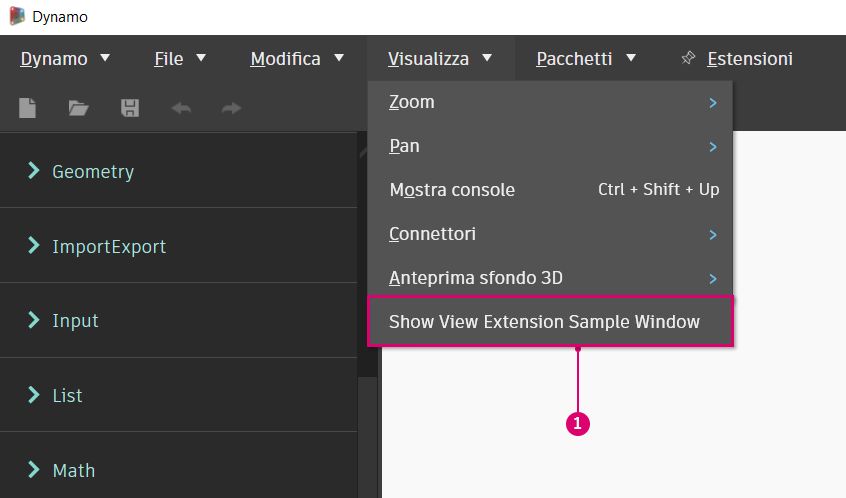 Dynamo
Dynamo File Modifica Visualizza Pacchetti Estensioni
Zoom
Pan
Mostra console Ctrl + Shift + Up
Connettori
Anteprima sfondo 3D
Show View Extension Sample Window
1
Geometry
ImportExport
Input
List
Math